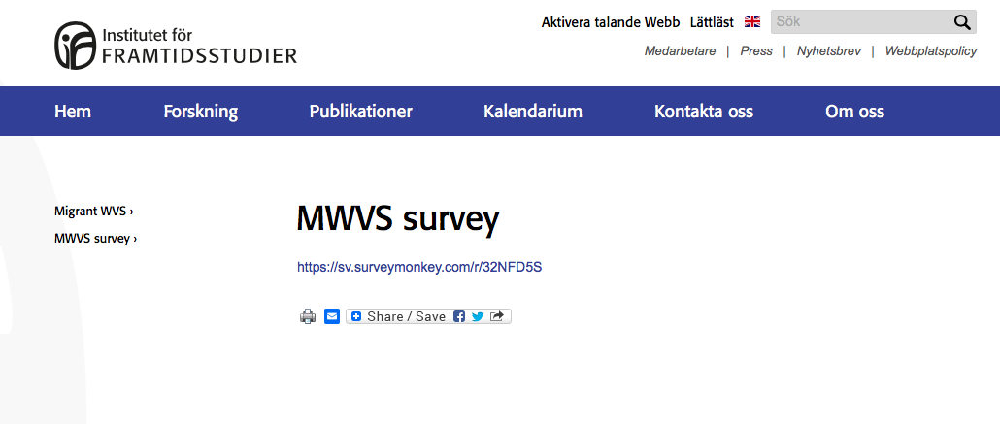 Institutet för
FRAMTIDSSTUDIER
Aktivera talande Webb Lättläst
Sök
Medarbetare | Press | Nyhetsbrev | Webbplatspolicy
Hem Forskning Publikationer Kalendarium Kontakta oss Om oss
Migrant WVS ›
MWVS survey ›
MWVS survey
https://sv.surveymonkey.com/r/32NFD5S
Share / Save